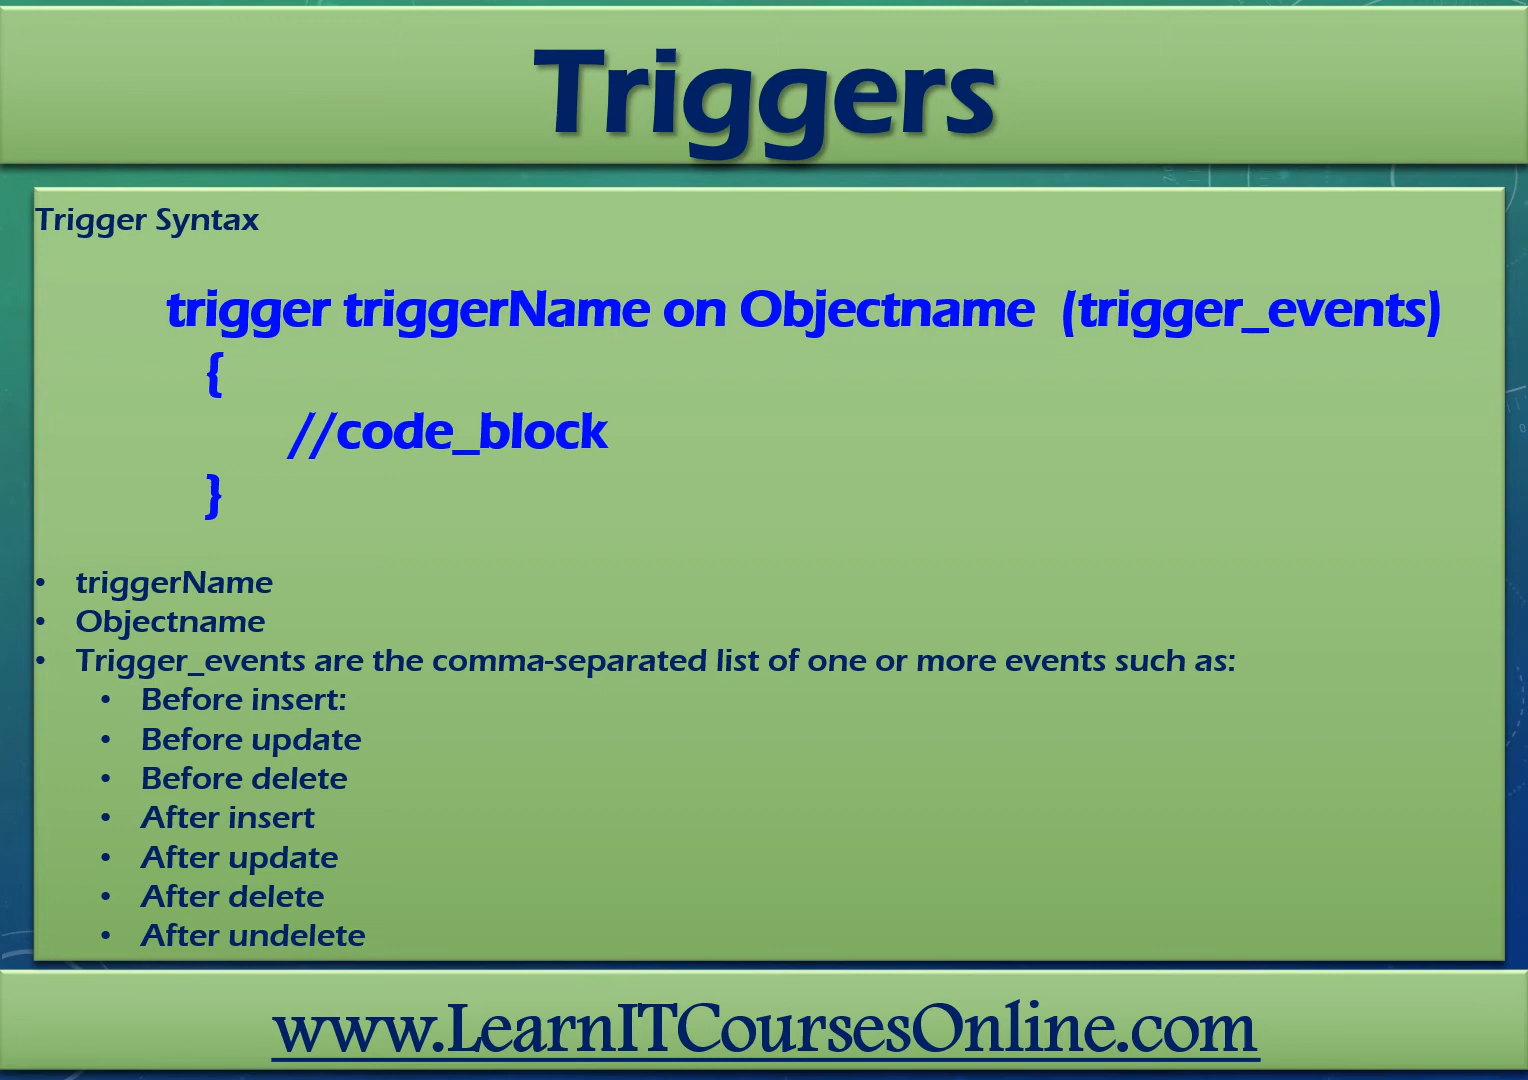 Triggers
Trigger Syntax
trigger triggerName on Objectname  (trigger_events)
{
//code_block
}
• triggerName
• Objectname
• Trigger_events are the comma-separated list of one or more events such as:
• Before insert:
• Before update
• Before delete
• After insert
• After update
• After delete
• After undelete
www.LearnITCoursesOnline.com